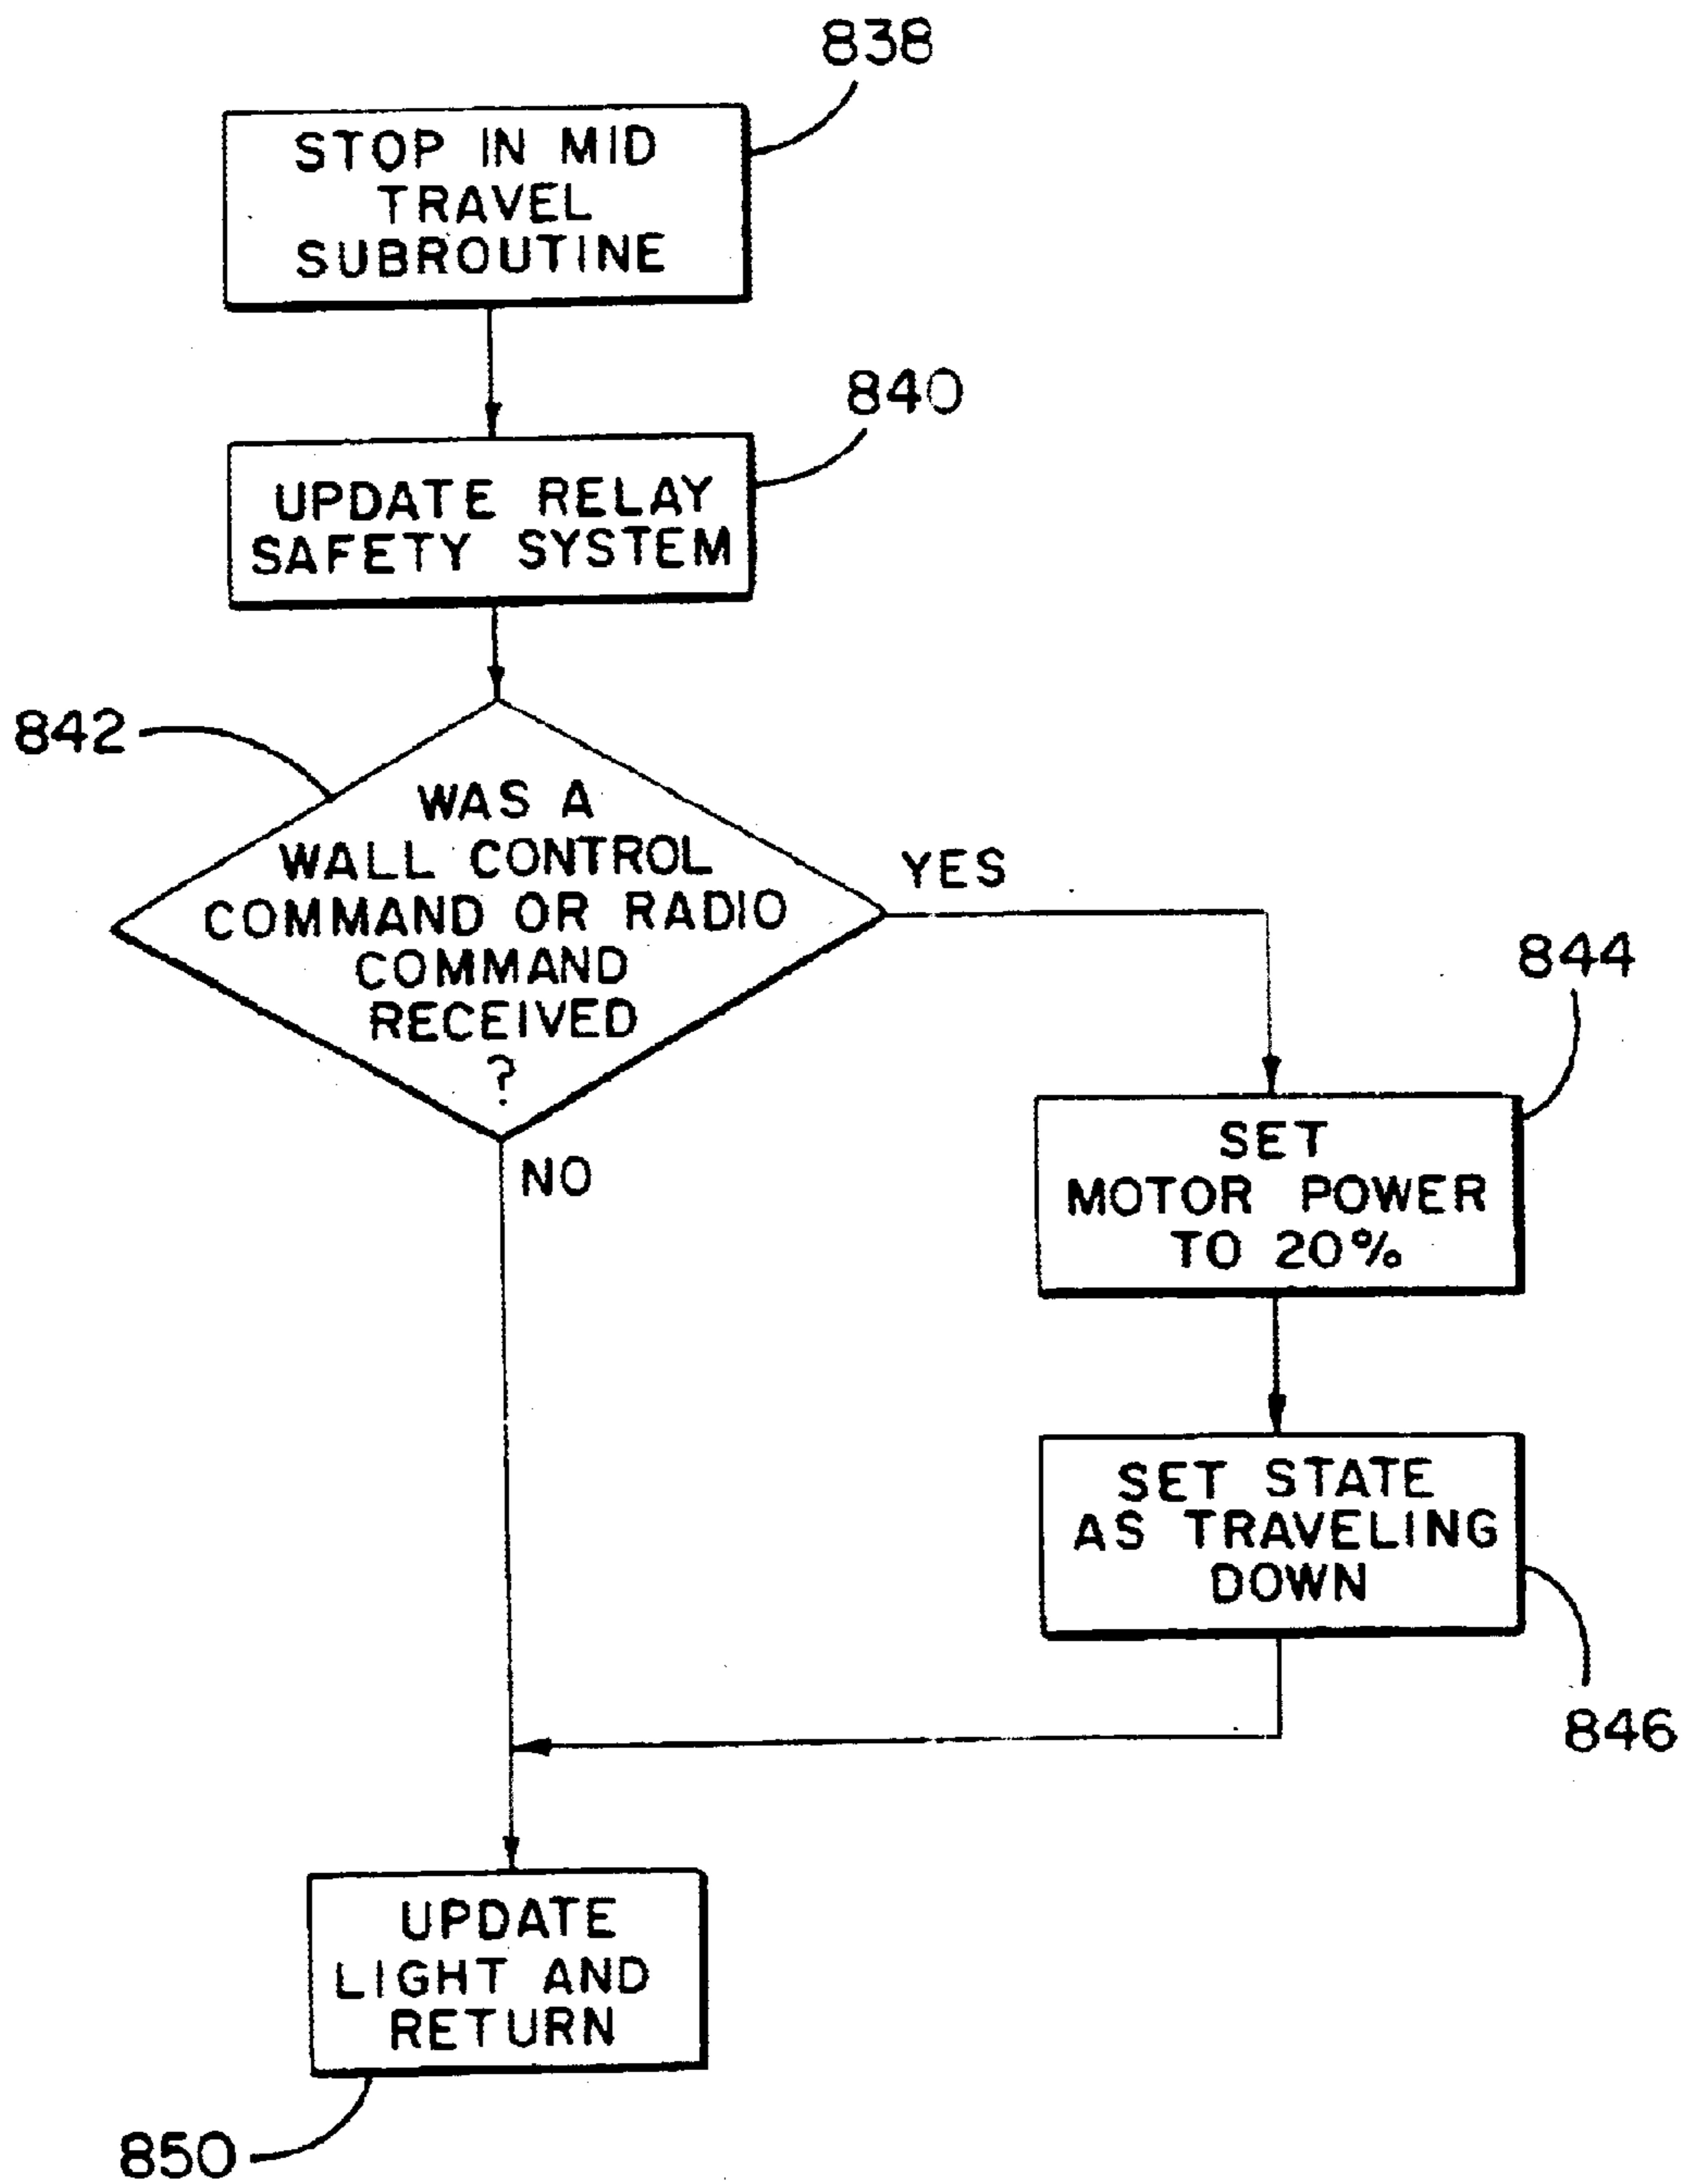 838
STOP IN MID
TRAVEL
SUBROUTINE
840
UPDATE RELAY
SAFETY SYSTEM
842
WAS A
WALL CONTROL
COMMAND OR RADIO
COMMAND
RECEIVED
?
YES
NO
844
SET
MOTOR POWER
TO 20%
SET STATE
AS TRAVELING
DOWN
846
UPDATE
LIGHT AND
RETURN
850